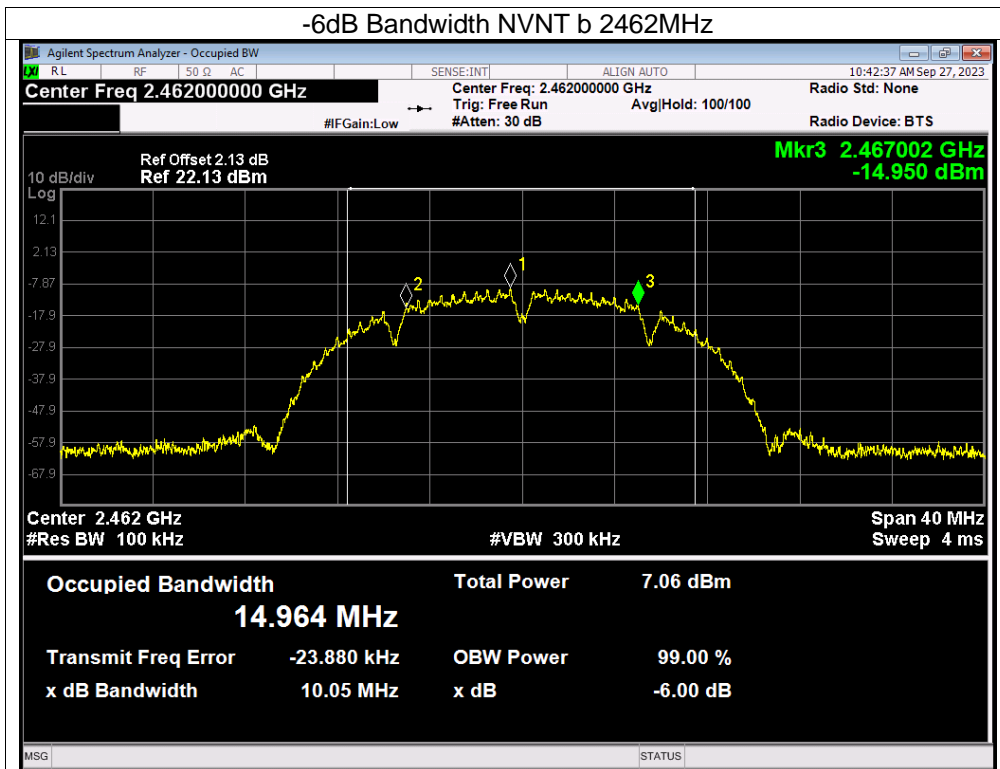 -6dB Bandwidth NVNT b 2462MHz
Agilent Spectrum Analyzer - Occupied BW
LXI RL RF 50 Ω AC SENSE:INT ALIGN AUTO 10:42:37 AM Sep 27, 2023
Center Freq 2.462000000 GHz Center Freq: 2.462000000 GHz Radio Std: None
Trig: Free Run Avg|Hold: 100/100
#IFGain:Low #Atten: 30 dB Radio Device: BTS
Mkr3 2.467002 GHz
-14.950 dBm
Ref Offset 2.13 dB
10 dB/div Ref 22.13 dBm
Log
12.1
2.13
-7.87
-17.9
-27.9
-37.9
-47.9
-57.9
-67.9
1
2
3
Center 2.462 GHz Span 40 MHz
#Res BW 100 kHz #VBW 300 kHz Sweep 4 ms
Occupied Bandwidth Total Power 7.06 dBm
14.964 MHz
Transmit Freq Error -23.880 kHz OBW Power 99.00 %
x dB Bandwidth 10.05 MHz x dB -6.00 dB
MSG STATUS